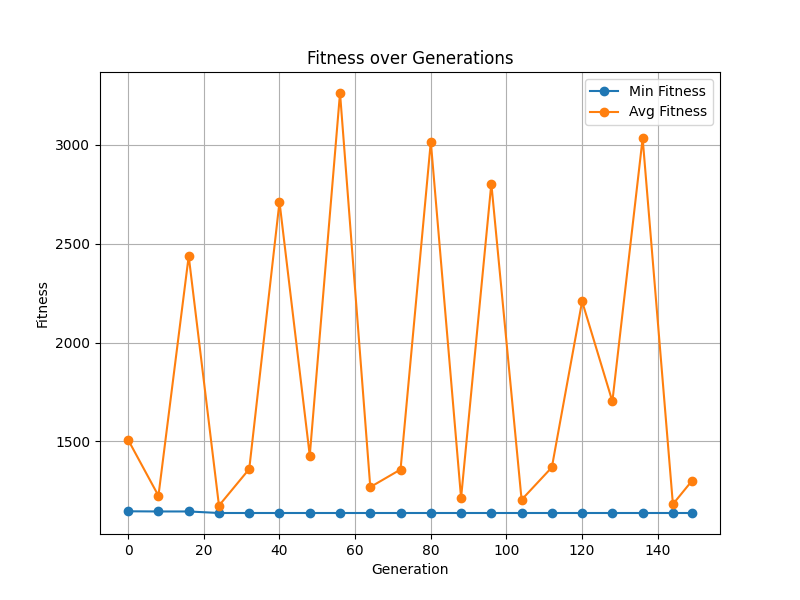 Fitness over Generations
Min Fitness
Avg Fitness
3000
2500
2000
1500
Fitness
0 20 40 60 80 100 120 140
Generation